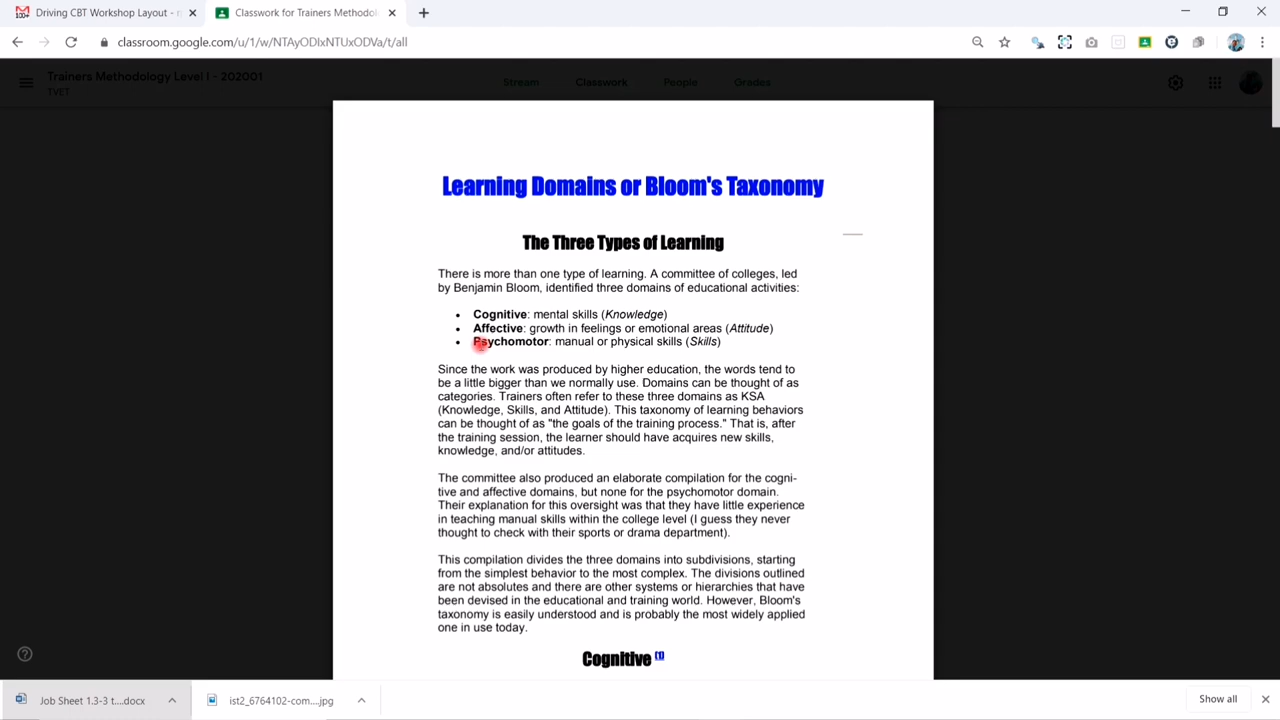 Driving CBT Workshop Layout -
Classwork for Trainers Methodol
classroom.google.com/u/1/w/NTAyODIxNTUxODVa/t/all
Trainers Methodology Level I - 202001
TVET
Stream
Classwork
People
Grades
Learning Domains or Bloom's Taxonomy
The Three Types of Learning
There is more than one type of learning. A committee of colleges, led
by Benjamin Bloom, identified three domains of educational activities:
• Cognitive: mental skills (Knowledge)
• Affective: growth in feelings or emotional areas (Attitude)
• Psychomotor: manual or physical skills (Skills)
Since the work was produced by higher education, the words tend to
be a little bigger than we normally use. Domains can be thought of as
categories. Trainers often refer to these three domains as KSA
(Knowledge, Skills, and Attitude). This taxonomy of learning behaviors
can be thought of as "the goals of the training process." That is, after
the training session, the learner should have acquires new skills,
knowledge, and/or attitudes.
The committee also produced an elaborate compilation for the cogni-
tive and affective domains, but none for the psychomotor domain.
Their explanation for this oversight was that they have little experience
in teaching manual skills within the college level (I guess they never
thought to check with their sports or drama department).
This compilation divides the three domains into subdivisions, starting
from the simplest behavior to the most complex. The divisions outlined
are not absolutes and there are other systems or hierarchies that have
been devised in the educational and training world. However, Bloom's
taxonomy is easily understood and is probably the most widely applied
one in use today.
Cognitive [1]
Job Sheet 1.3-3 t....docx
ist2_6764102-com....jpg
Show all